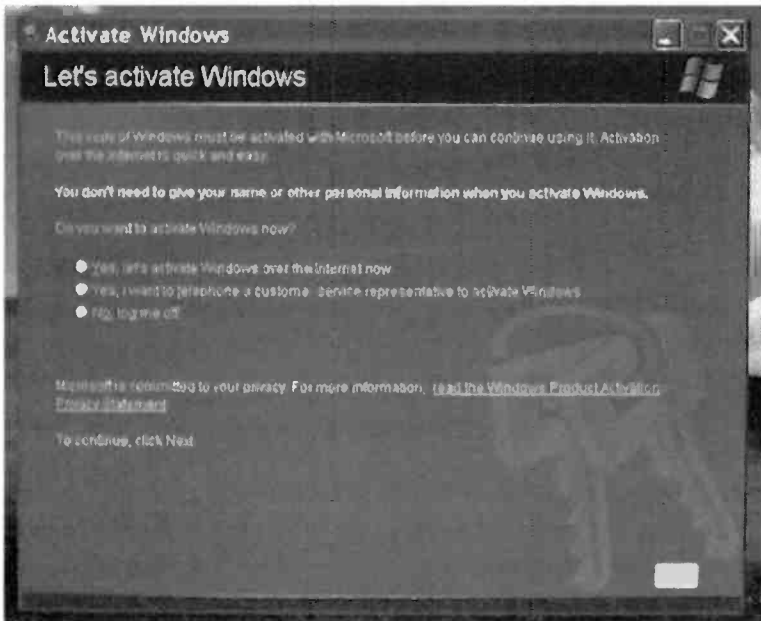 Activate Windows
Let's activate Windows
This copy of Windows must be activated with Microsoft before you can continue using it. Activation
over the Internet is quick and easy.
You don't need to give your name or other personal information when you activate Windows.
Do you want to activate Windows now?
Yes, let's activate Windows over the Internet now
Yes, I want to telephone a customer service representative to activate Windows
No, log me off
Microsoft is committed to your privacy. For more information, read the Windows Product Activation
Privacy Statement
To continue, click Next